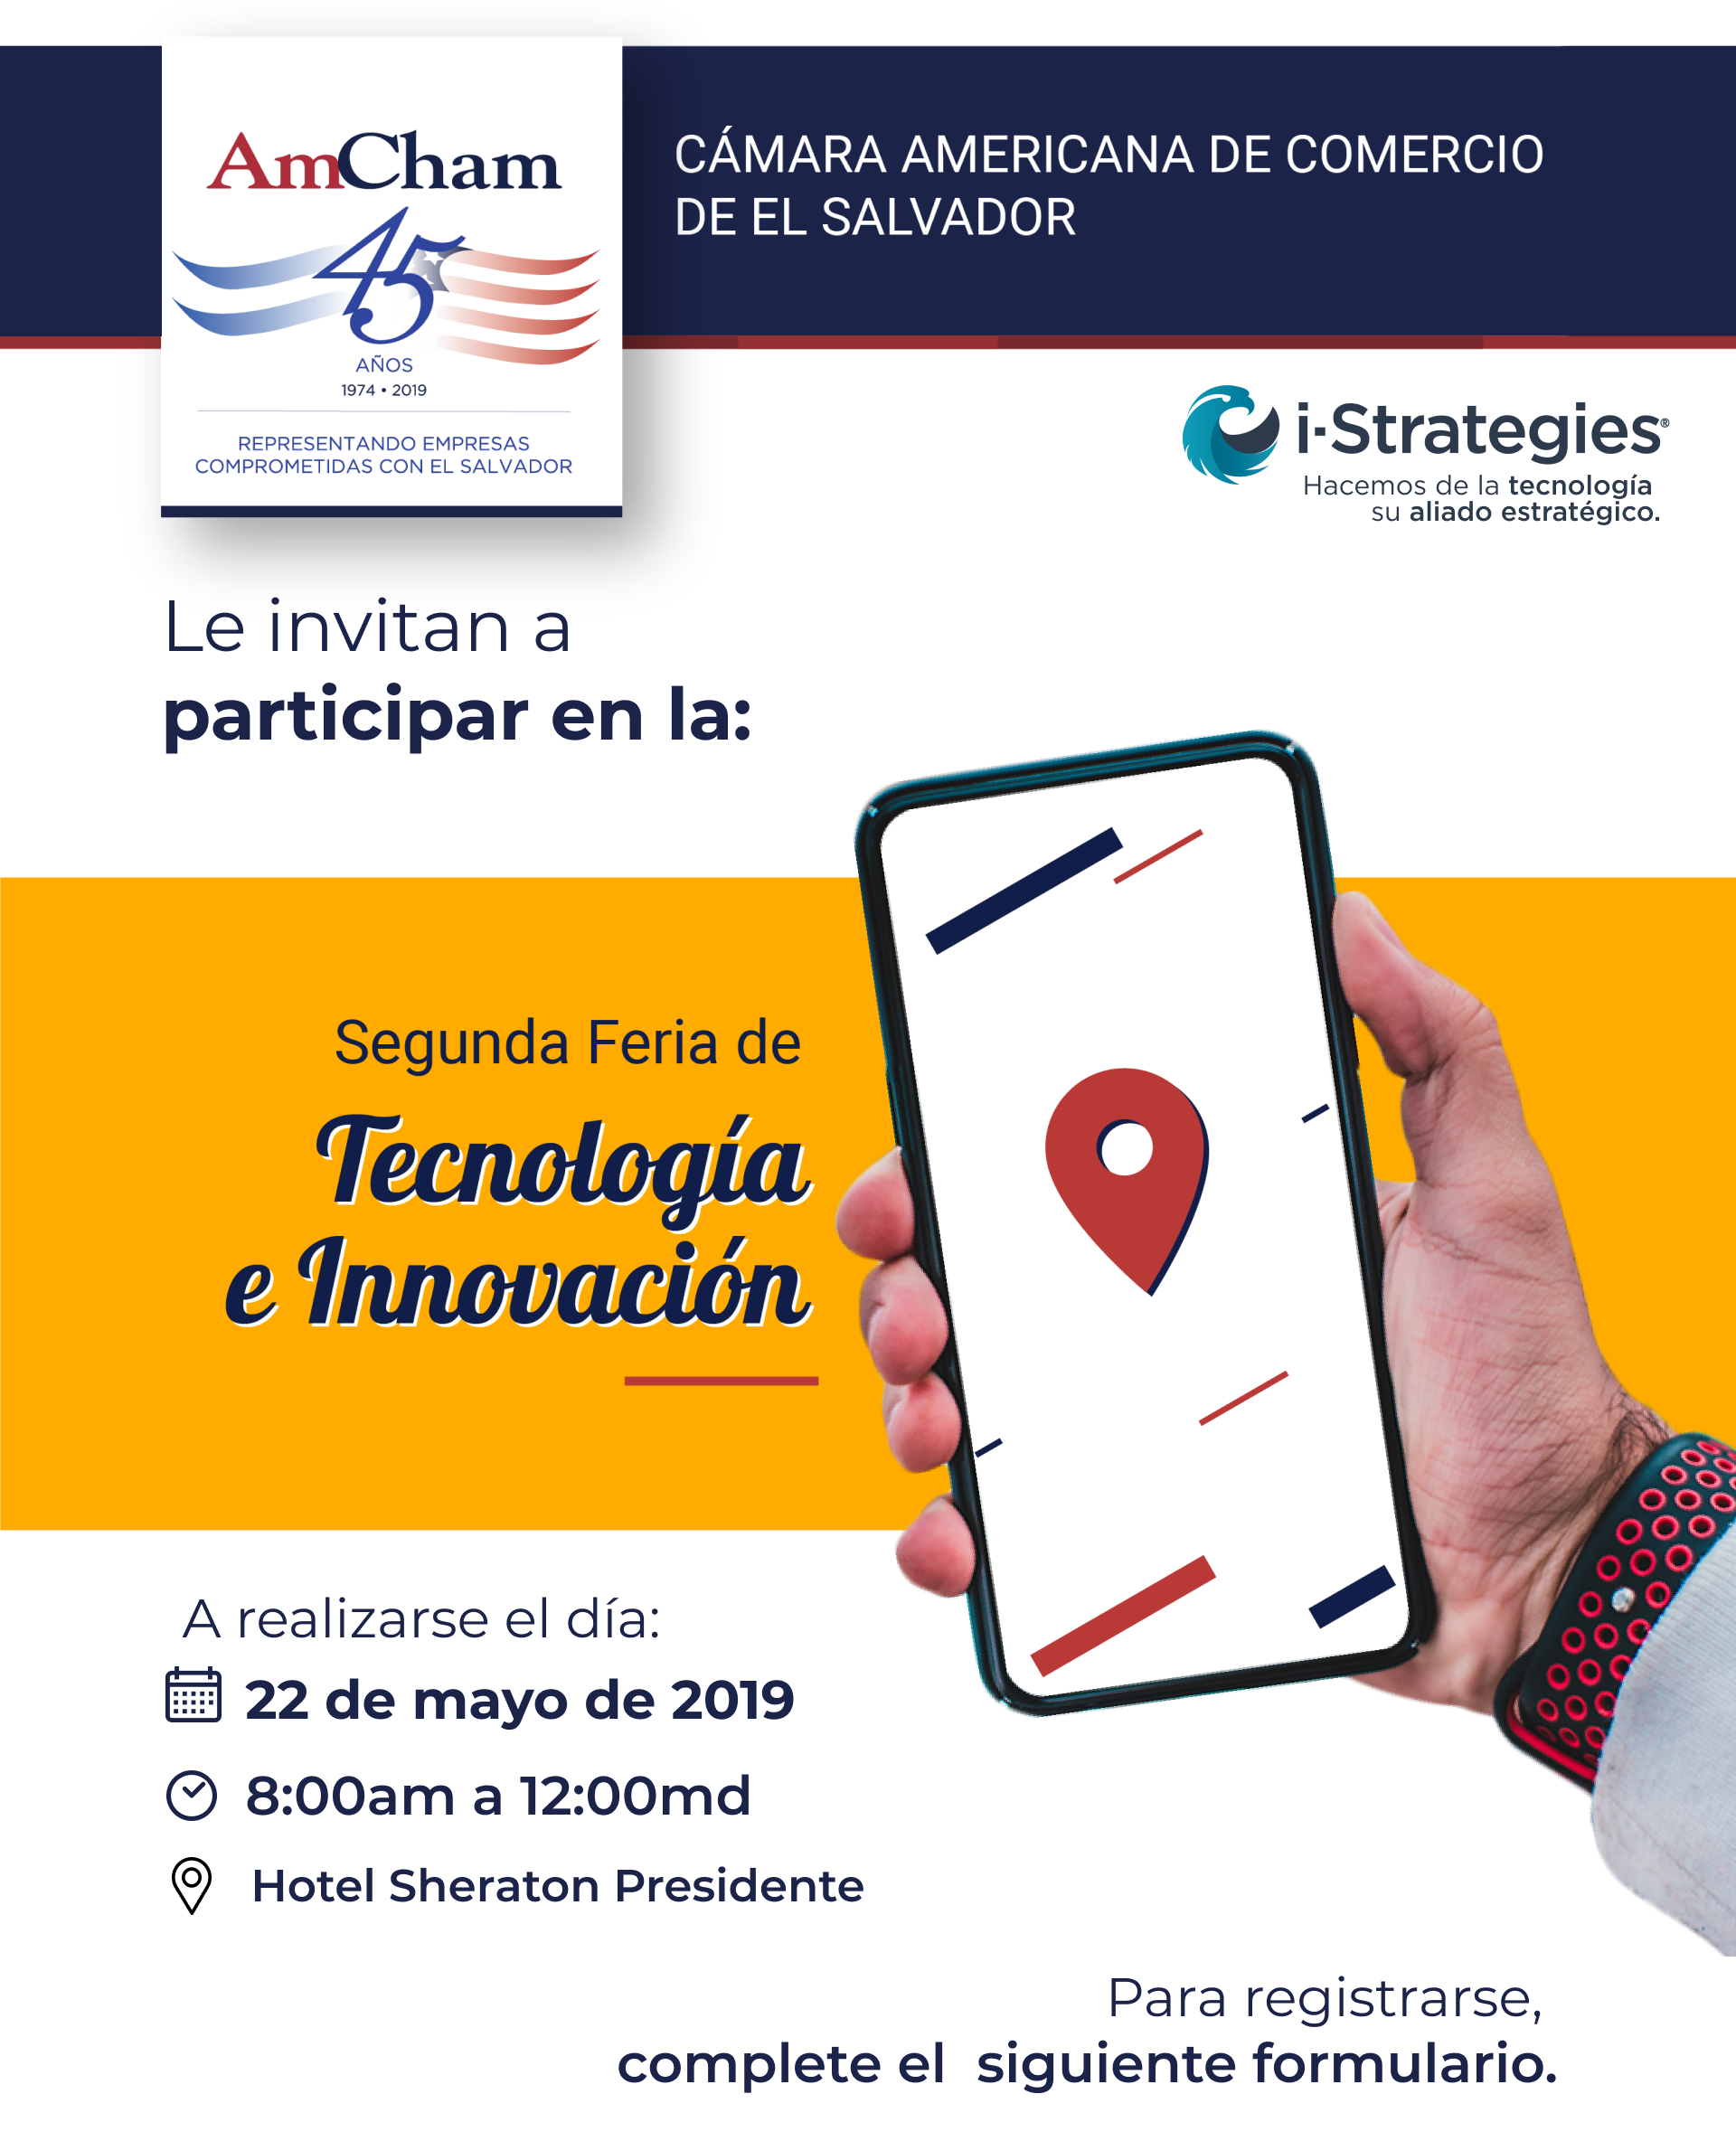 AmCham
45
AÑOS
1974 • 2019
REPRESENTANDO EMPRESAS
COMPROMETIDAS CON EL SALVADOR
CÁMARA AMERICANA DE COMERCIO
DE EL SALVADOR
i-Strategies®
Hacemos de la tecnología
su aliado estratégico.
Le invitan a
participar en la:
Segunda Feria de
Tecnología
e Innovación
A realizarse el día:
22 de mayo de 2019
8:00am a 12:00md
Hotel Sheraton Presidente
Para registrarse,
complete el siguiente formulario.